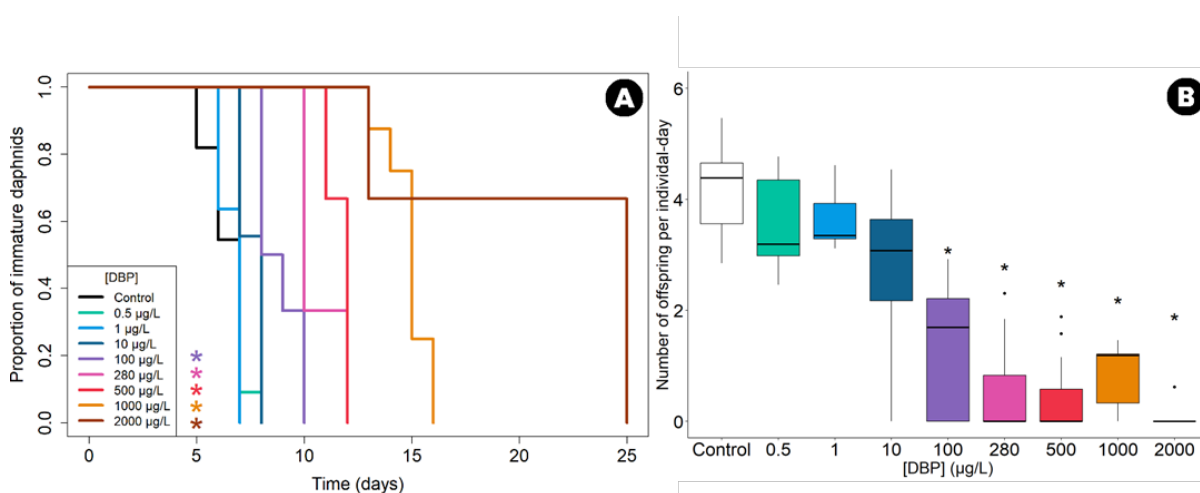 A
Proportion of immature daphnids
1.0
0.8
0.6
0.4
0.2
0.0
[DBP]
Control
0.5 µg/L
1 µg/L
10 µg/L
100 µg/L *
280 µg/L *
500 µg/L *
1000 µg/L *
2000 µg/L *
0 5 10 15 20 25
Time (days)
B
Number of offspring per individal-day
6
4
2
0
* * * * *
Control 0.5 1 10 100 280 500 1000 2000
[DBP] (µg/L)